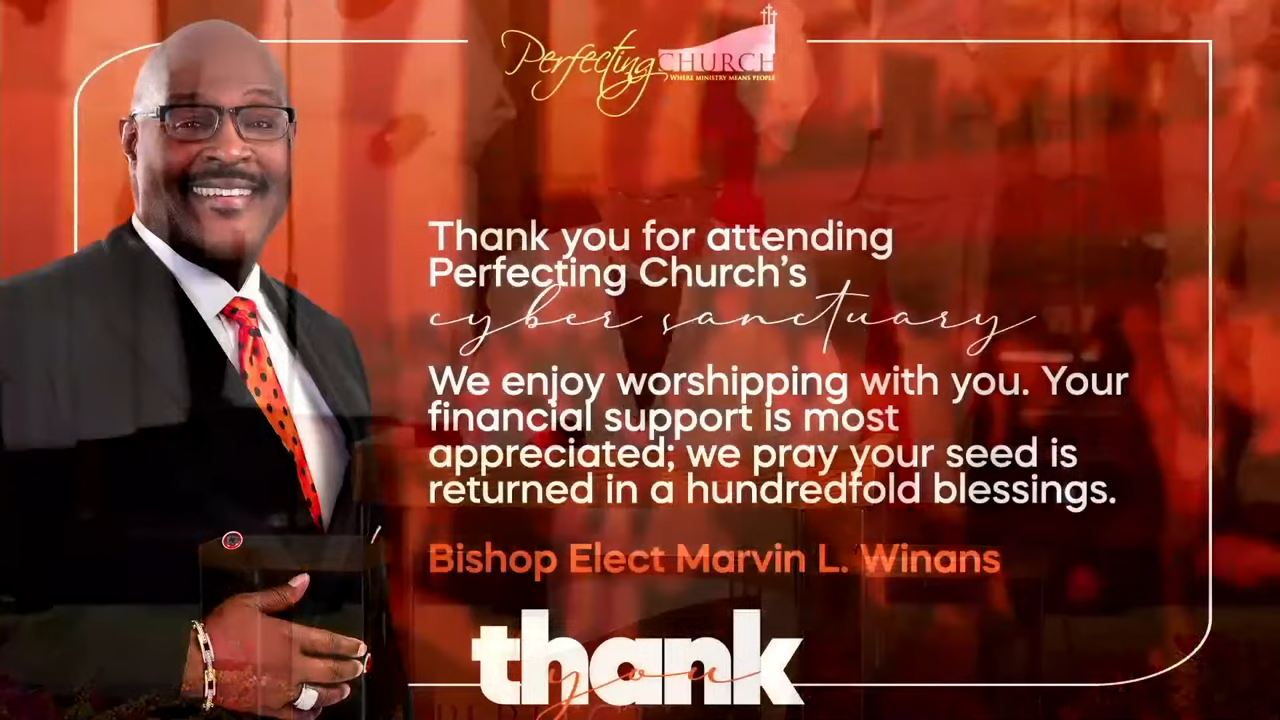 Perfecting CHURCH
WHERE MINISTRY MEANS PEOPLE
Thank you for attending
Perfecting Church's
cyber sanctuary
We enjoy worshipping with you. Your
financial support is most
appreciated; we pray your seed is
returned in a hundredfold blessings.
Bishop Elect Marvin L. Winans
thank
you